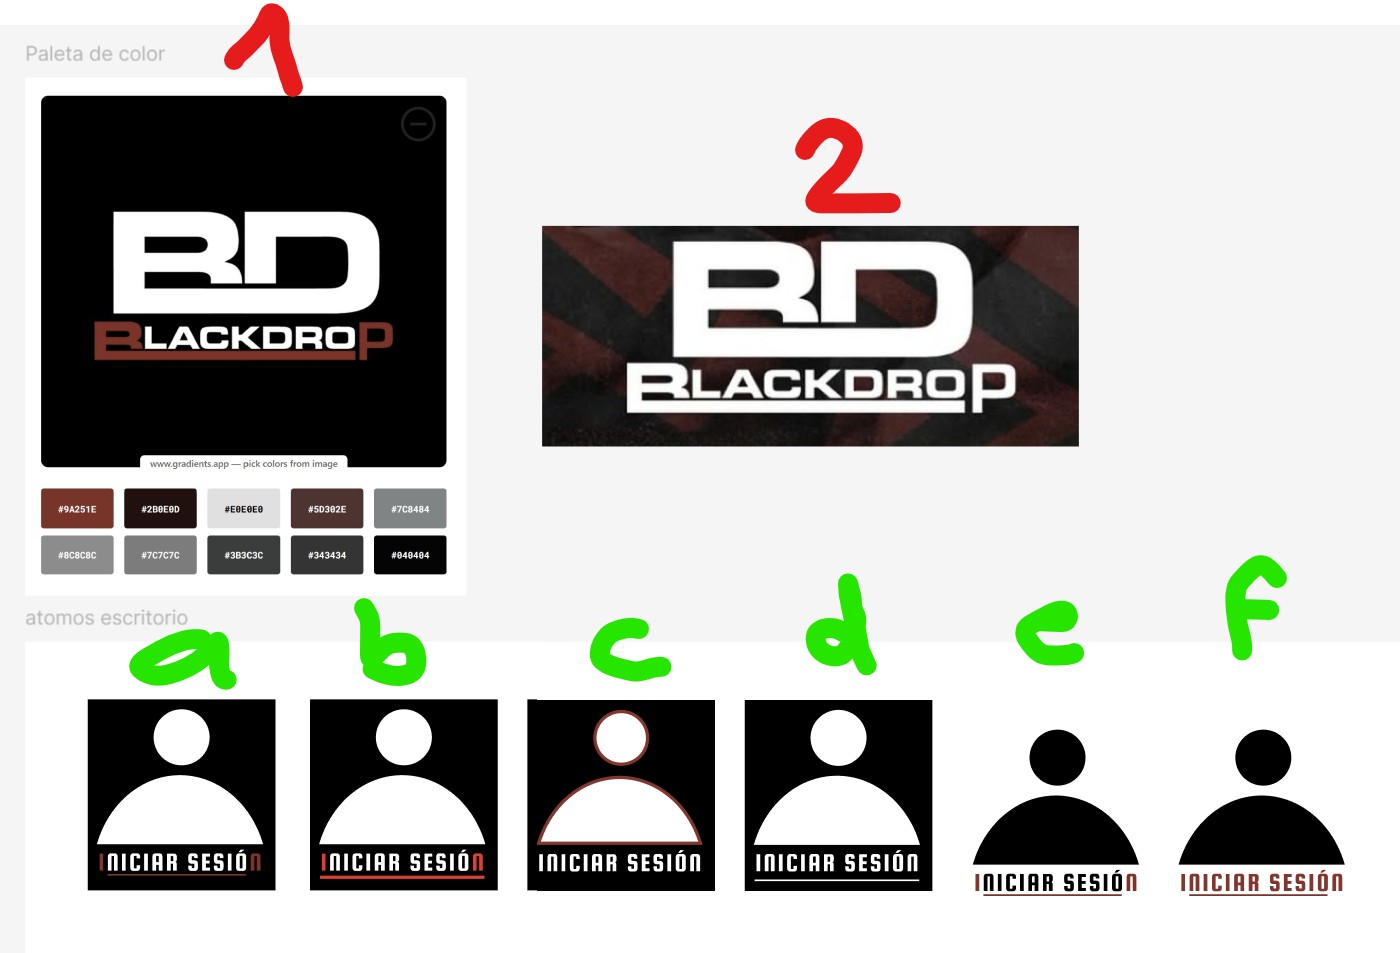 Paleta de color
1
BD
BLACKDROP
www.gradients.app — pick colors from image
#9A251E #2B0E0D #E0E0E0 #5D302E #7C8484
#8C8C8C #7C7C7C #3B3C3C #343434 #040404
2
BD
BLACKDROP
atomos escritorio
a b c d e f
INICIAR SESIÓN INICIAR SESIÓN INICIAR SESIÓN INICIAR SESIÓN INICIAR SESIÓN INICIAR SESIÓN